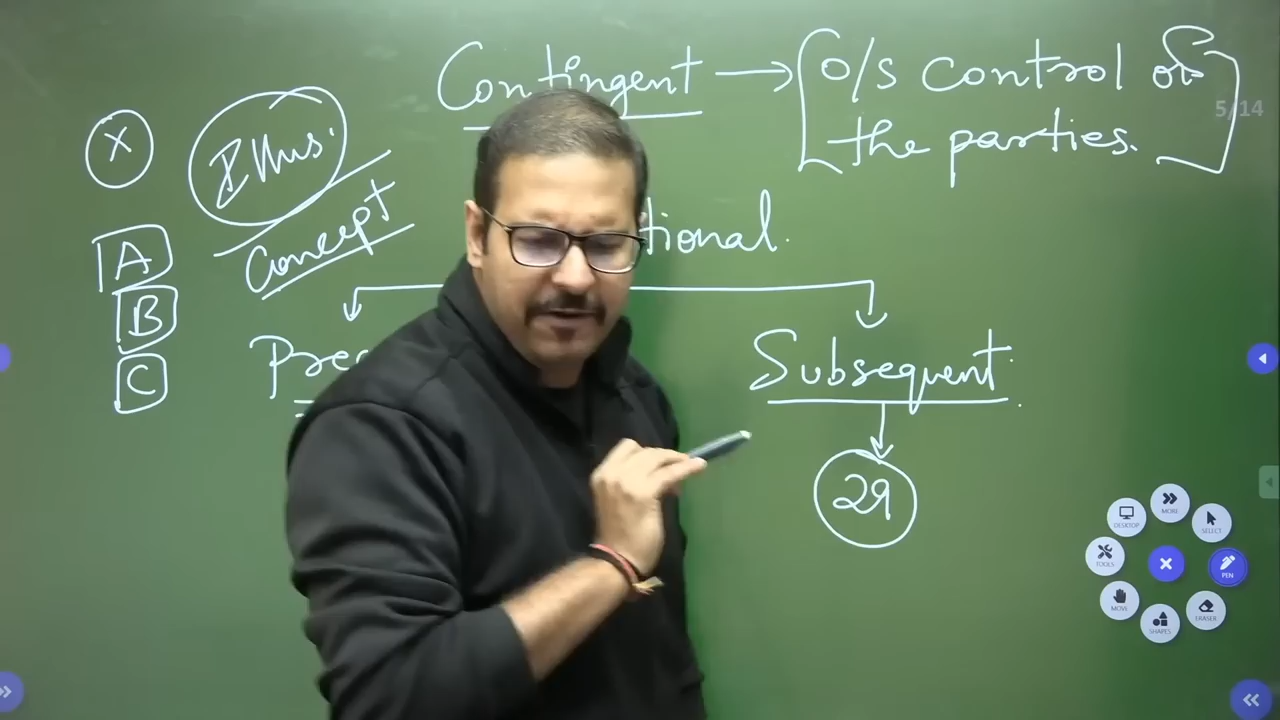 Contingent → O/S control of
the parties.
5/14
X
Illus.
Concept
tional.
A
B
C
Prec
Subsequent
29
DESKTOP
MORE
SELECT
TOOLS
PEN
MOVE
SHAPES
ERASER